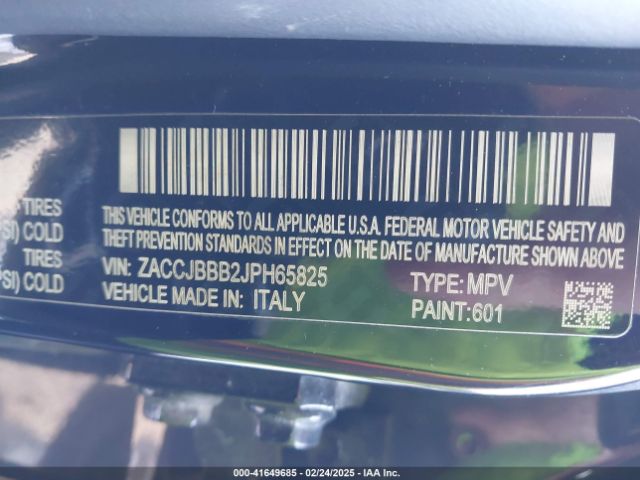 TIRES
SI) COLD
TIRES
PSI) COLD
THIS VEHICLE CONFORMS TO ALL APPLICABLE U.S.A. FEDERAL MOTOR VEHICLE SAFETY AND
THEFT PREVENTION STANDARDS IN EFFECT ON THE DATE OF MANUFACTURE SHOWN ABOVE
VIN: ZACCJBBB2JPH65825 TYPE: MPV
VEHICLE MADE IN: ITALY PAINT:601
000-41649685 - 02/24/2025 - IAA Inc.